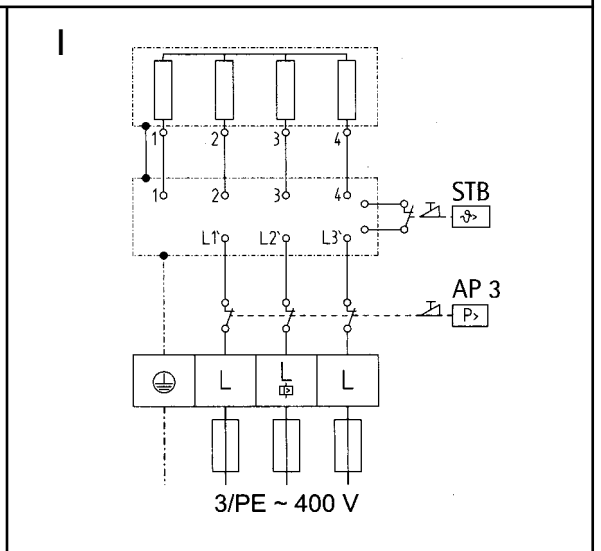 I
1 2 3 4
1 2 3 4
STB
ϑ>
L1` L2` L3`
AP 3
P>
L L L
3/PE ~ 400 V